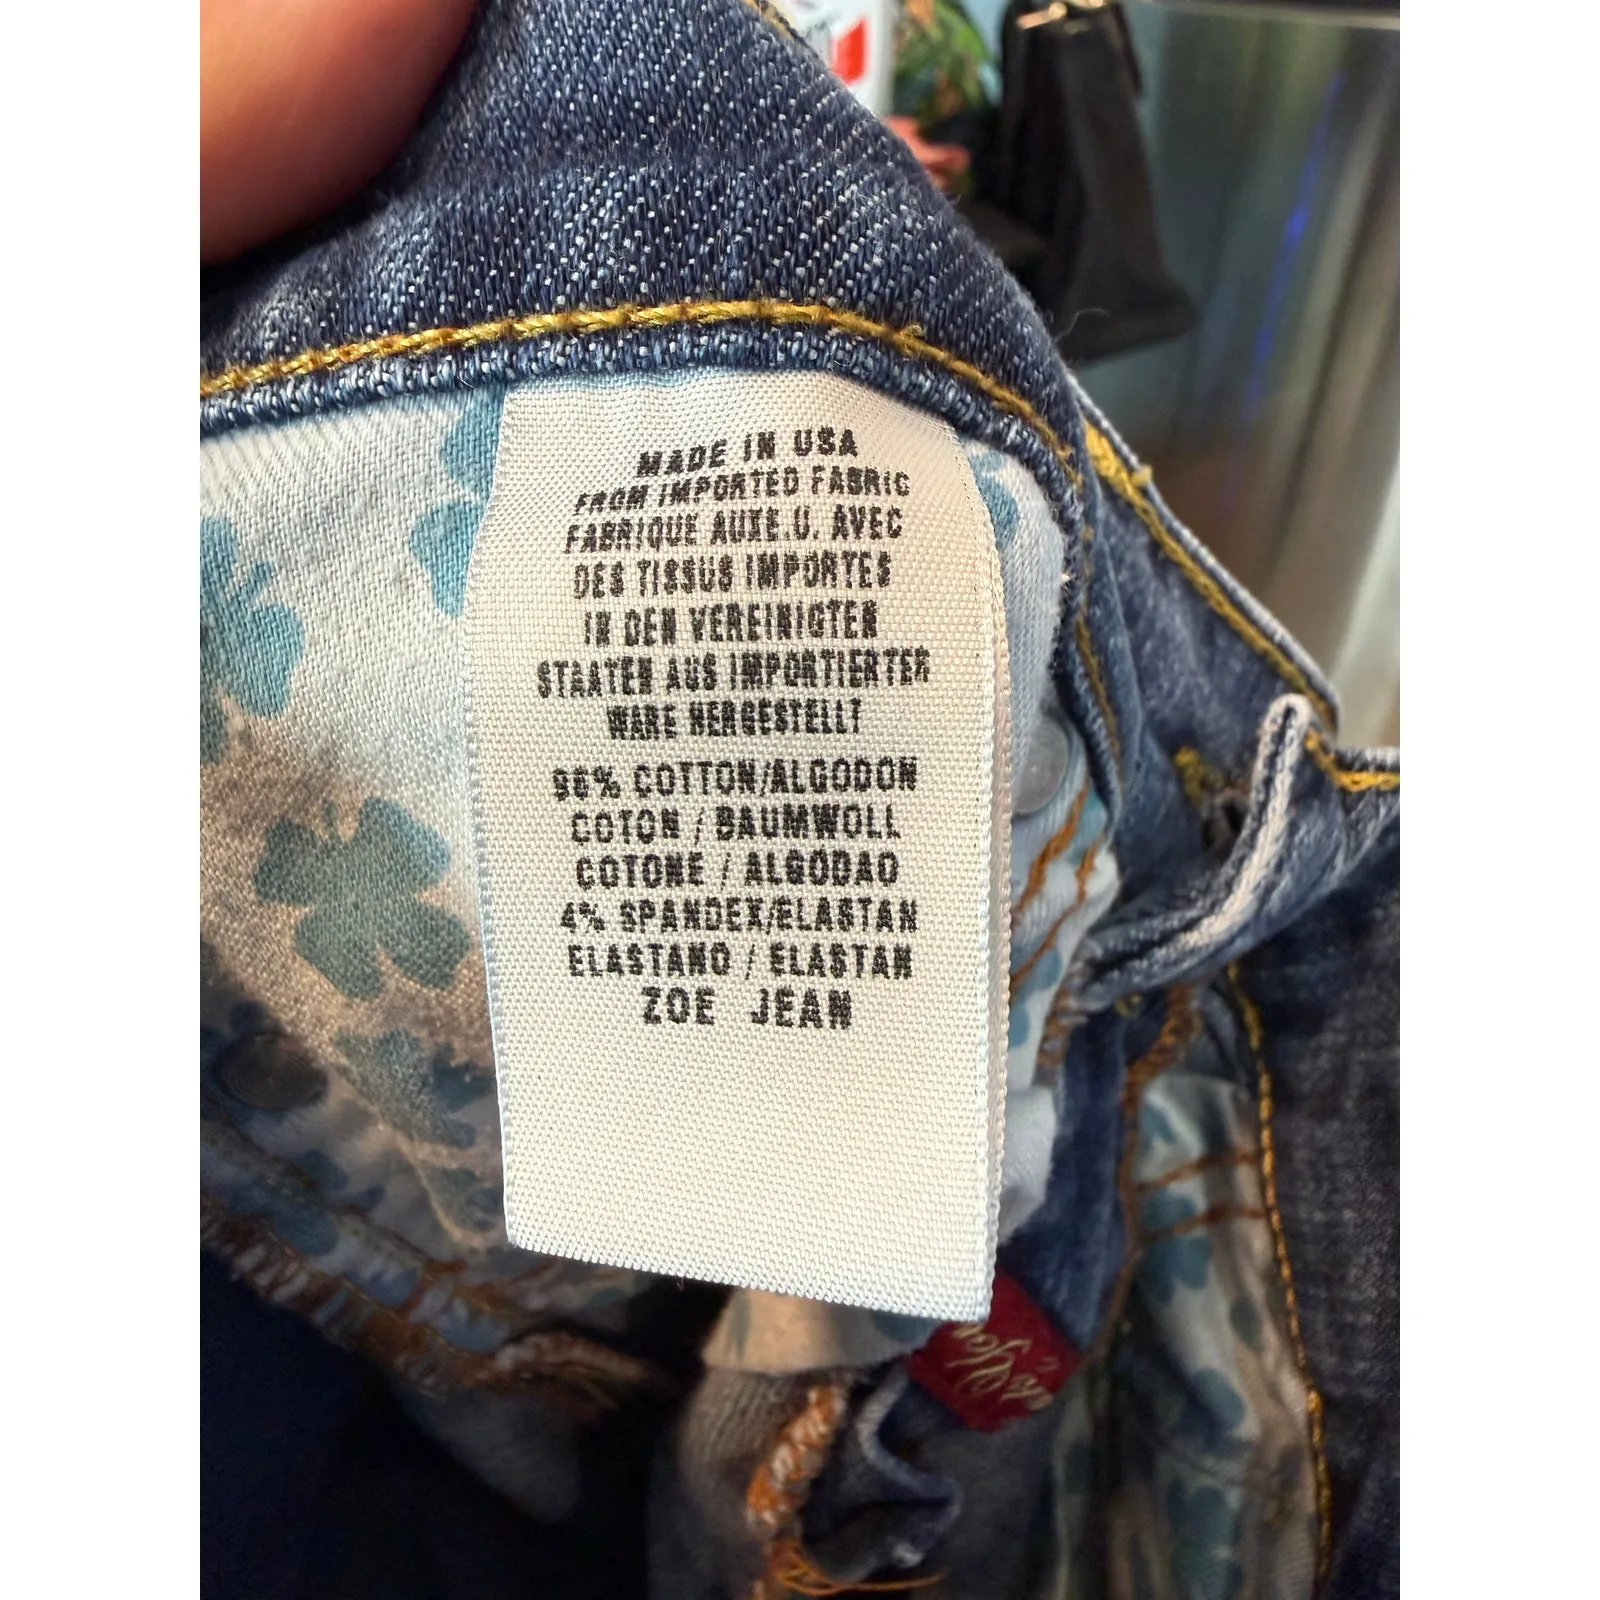 MADE IN USA
FROM IMPORTED FABRIC
FABRIQUE AUXE.U. AVEC
DES TISSUS IMPORTES
IN DEN VEREINIGTEN
STAATEN AUS IMPORTIERTER
WARE HERGESTELLT
96% COTTON/ALGODON
COTON / BAUMWOLL
COTONE / ALGODAO
4% SPANDEX/ELASTAN
ELASTANO / ELASTAN
ZOE JEAN